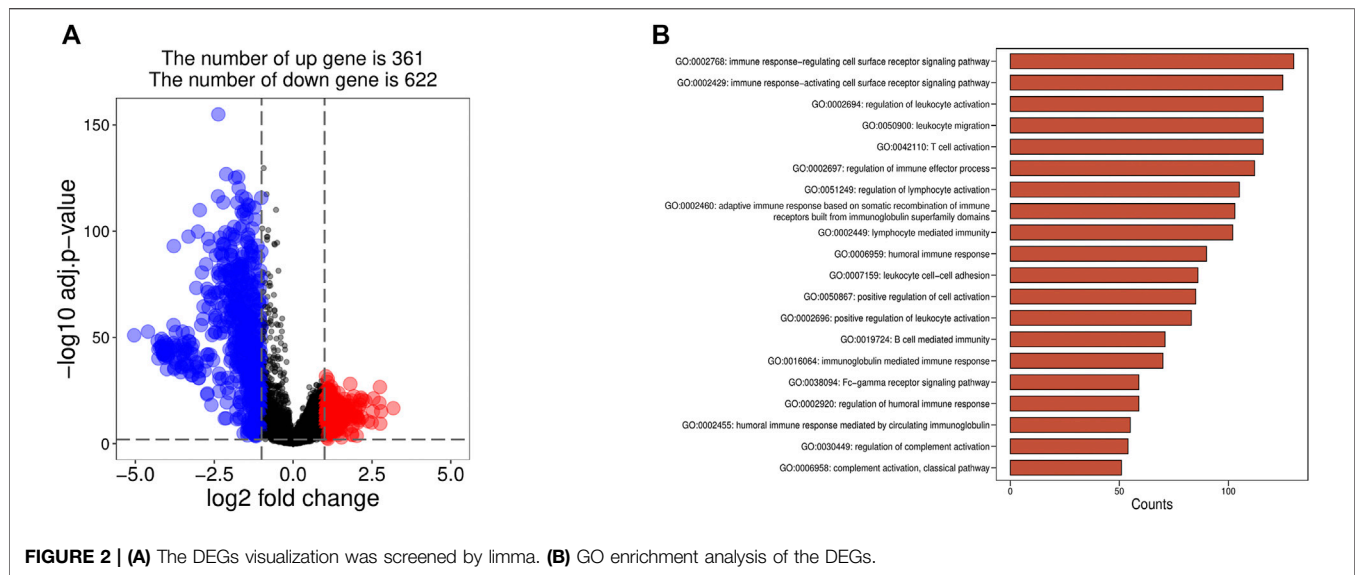 A
The number of up gene is 361
The number of down gene is 622
150
100
50
0
−log10 adj.p−value
−5.0 −2.5 0.0 2.5 5.0
log2 fold change
B
GO:0002768: immune response−regulating cell surface receptor signaling pathway
GO:0002429: immune response−activating cell surface receptor signaling pathway
GO:0002694: regulation of leukocyte activation
GO:0050900: leukocyte migration
GO:0042110: T cell activation
GO:0002697: regulation of immune effector process
GO:0051249: regulation of lymphocyte activation
GO:0002460: adaptive immune response based on somatic recombination of immune
receptors built from immunoglobulin superfamily domains
GO:0002449: lymphocyte mediated immunity
GO:0006959: humoral immune response
GO:0007159: leukocyte cell−cell adhesion
GO:0050867: positive regulation of cell activation
GO:0002696: positive regulation of leukocyte activation
GO:0019724: B cell mediated immunity
GO:0016064: immunoglobulin mediated immune response
GO:0038094: Fc−gamma receptor signaling pathway
GO:0002920: regulation of humoral immune response
GO:0002455: humoral immune response mediated by circulating immunoglobulin
GO:0030449: regulation of complement activation
GO:0006958: complement activation, classical pathway
0 50 100
Counts
FIGURE 2 | (A) The DEGs visualization was screened by limma. (B) GO enrichment analysis of the DEGs.